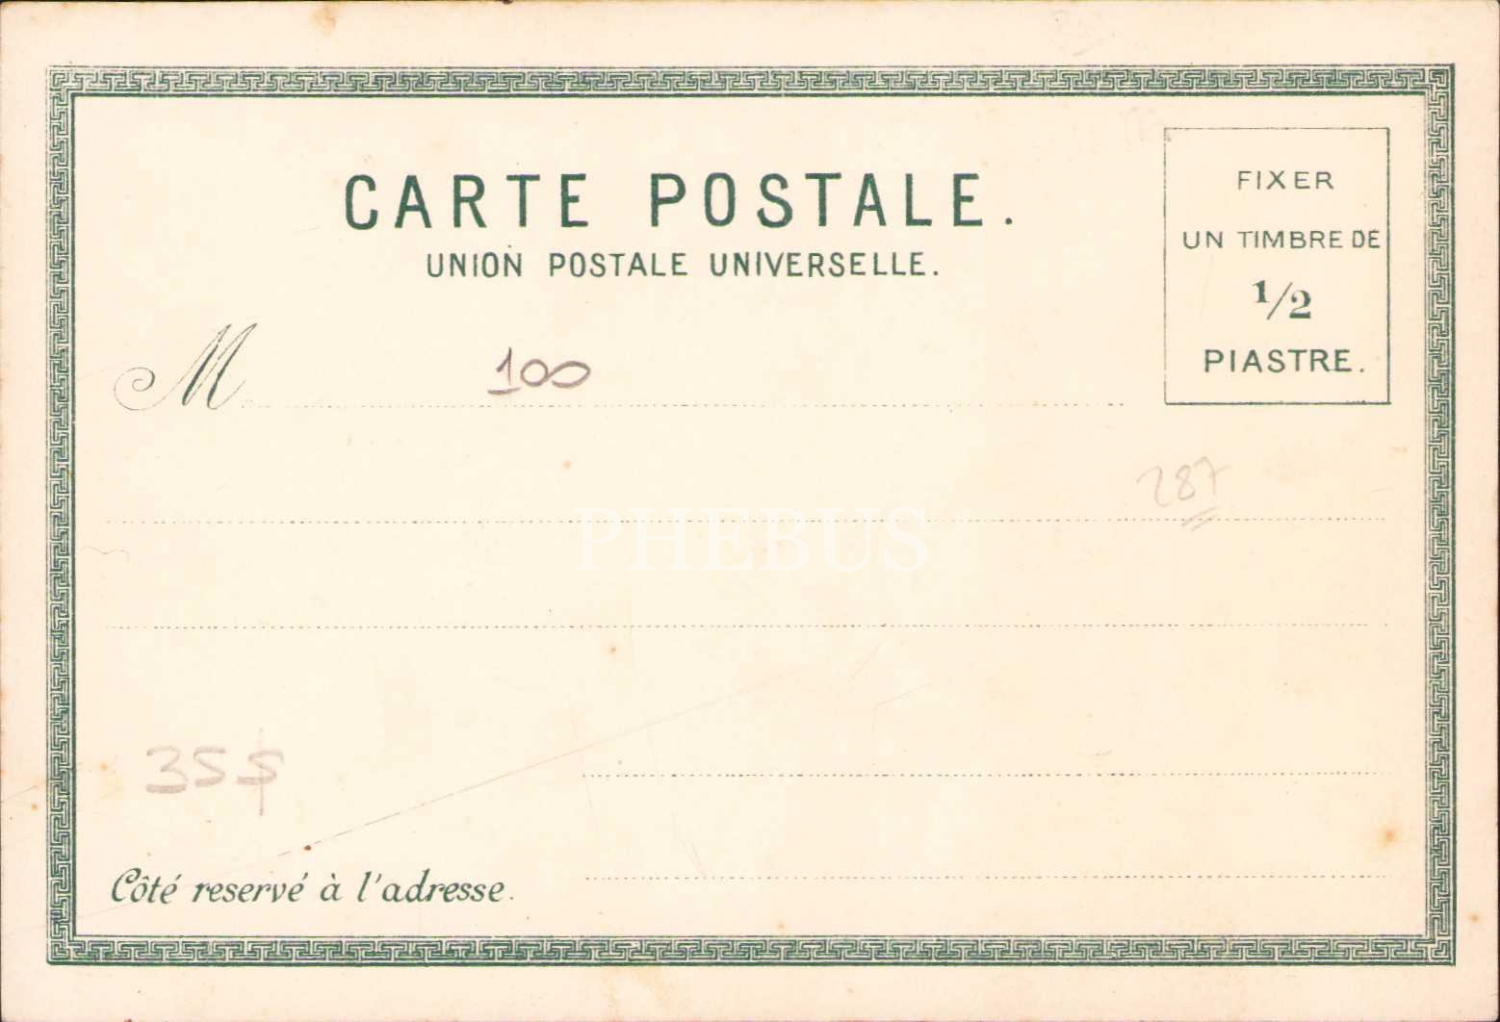 CARTE POSTALE.
UNION POSTALE UNIVERSELLE.
FIXER
UN TIMBRE DE
1/2
PIASTRE.
M
100
287
PHEBUS
35 $
Côté reservé à l'adresse.